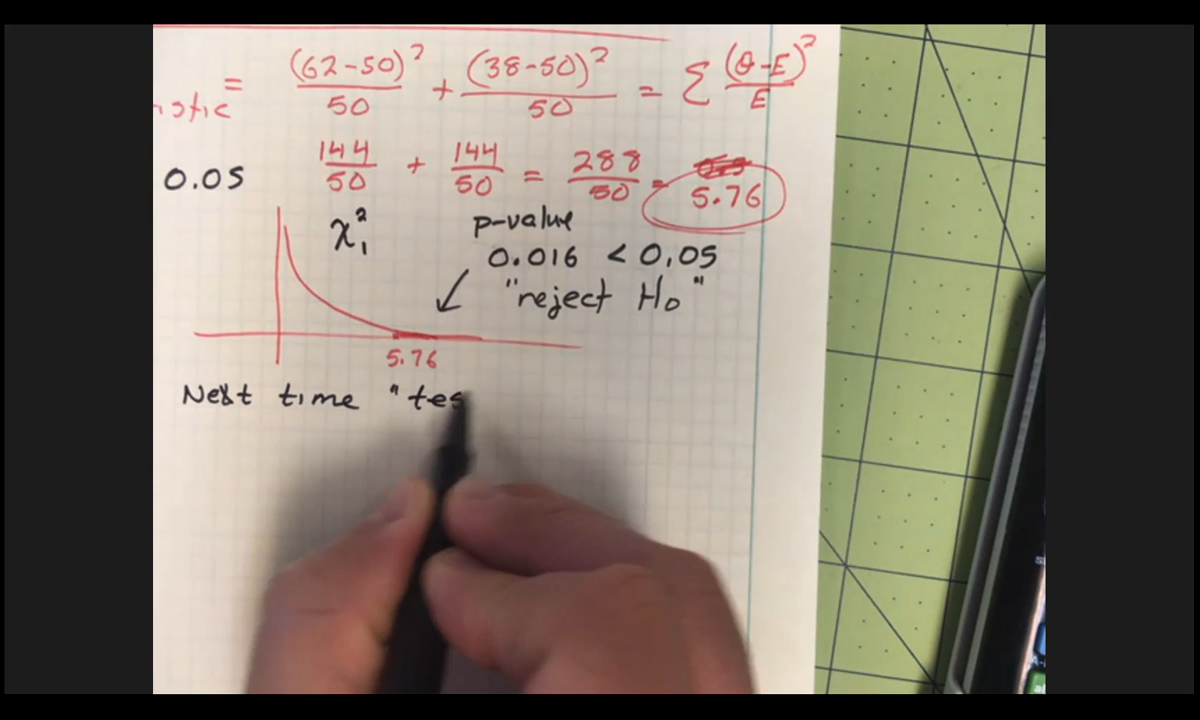 = (62-50)² / 50 + (38-50)² / 50 = Σ (O-E)² / E
istic
144/50 + 144/50 = 288/50 = 5.76
0.05
χ²₁
p-value
0.016 < 0.05
"reject H₀"
5.76
Next time "tes